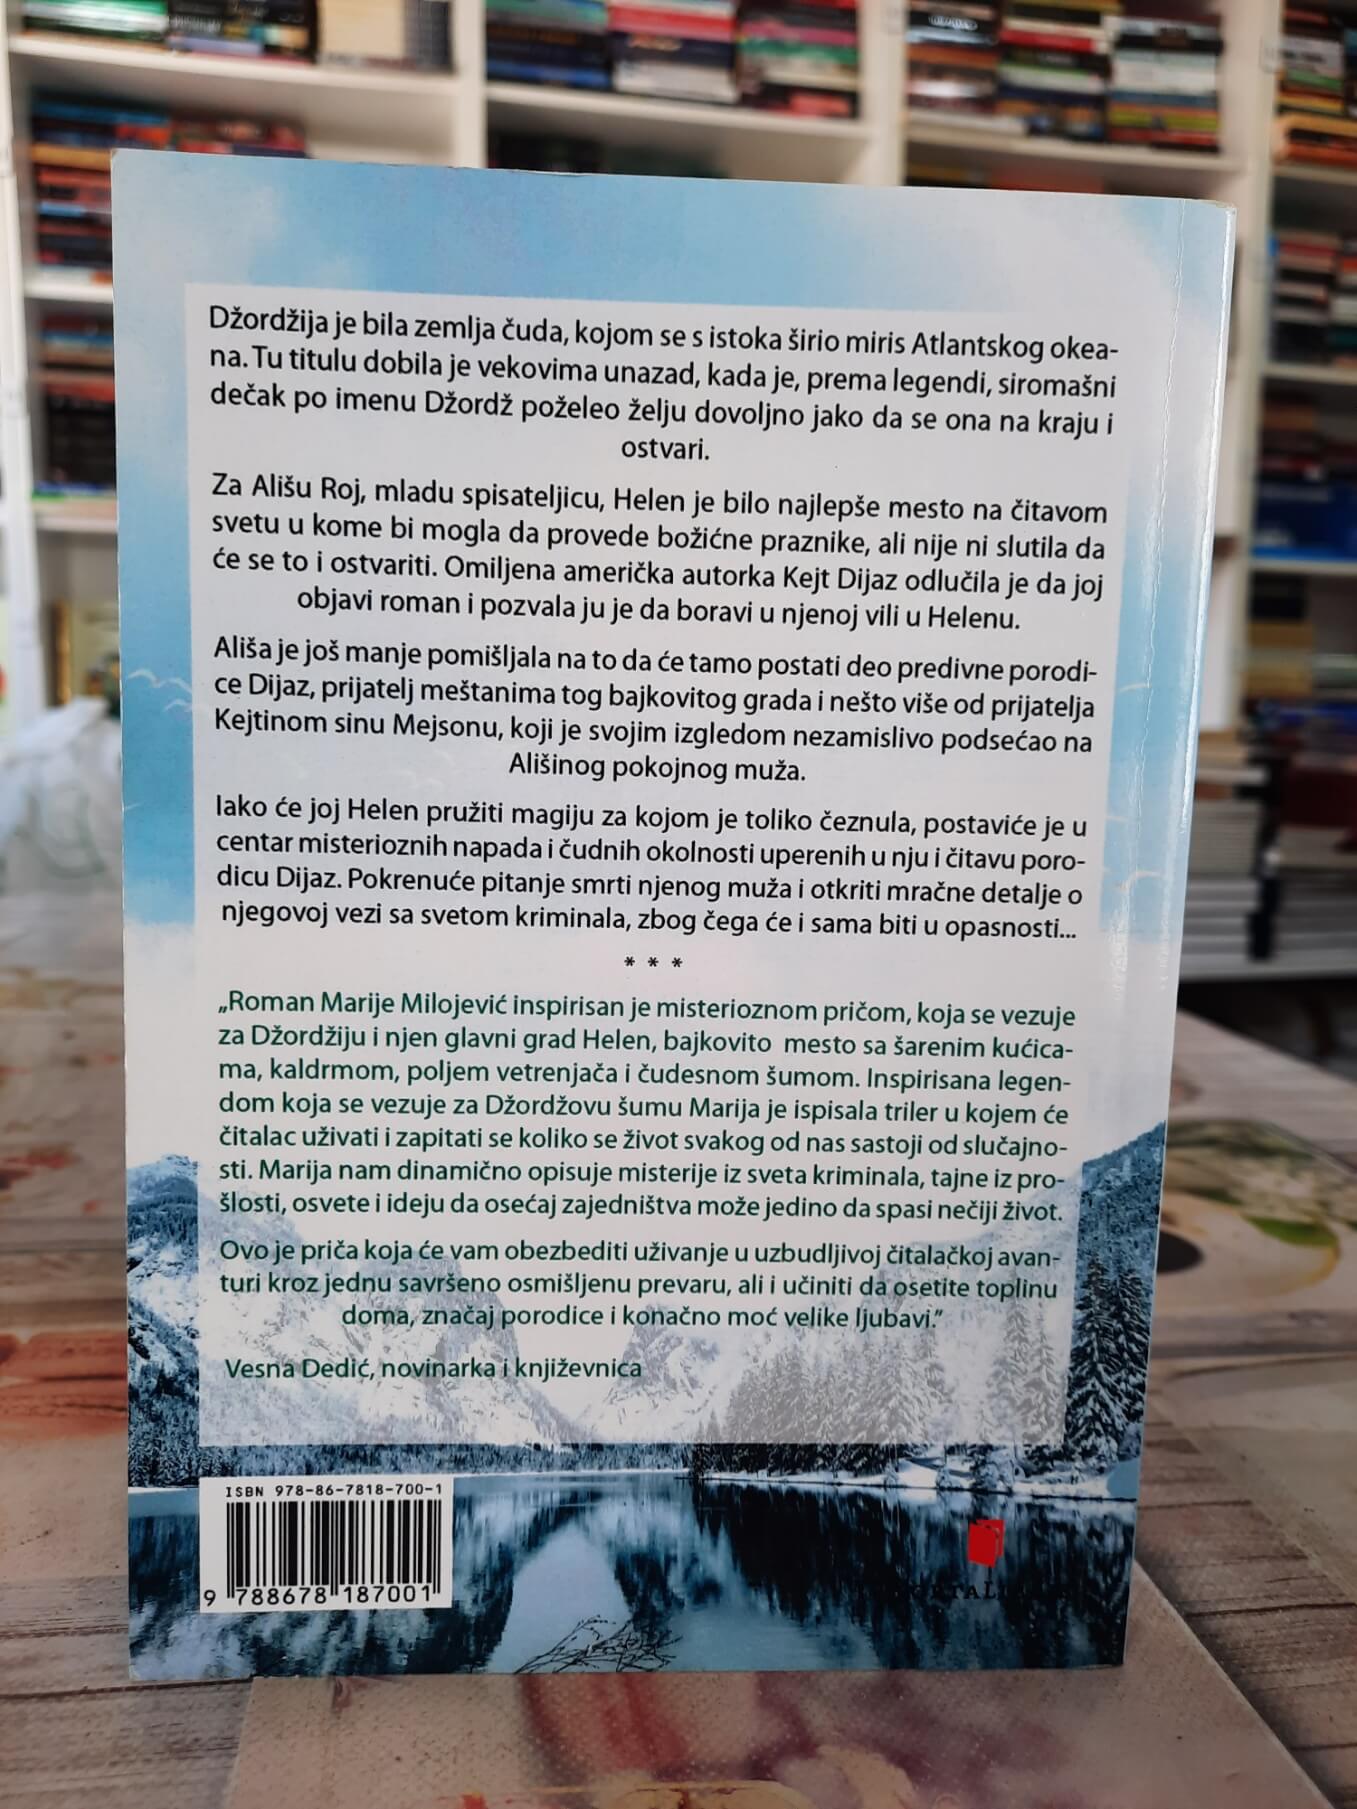 Džordžija je bila zemlja čuda, kojom se s istoka širio miris Atlantskog okea-
na. Tu titulu dobila je vekovima unazad, kada je, prema legendi, siromašni
dečak po imenu Džordž poželeo želju dovoljno jako da se ona na kraju i
ostvari.
Za Ališu Roj, mladu spisateljicu, Helen je bilo najlepše mesto na čitavom
svetu u kome bi mogla da provede božićne praznike, ali nije ni slutila da
će se to i ostvariti. Omiljena američka autorka Kejt Dijaz odlučila je da joj
objavi roman i pozvala ju je da boravi u njenoj vili u Helenu.
Ališa je još manje pomišljala na to da će tamo postati deo predivne porodi-
ce Dijaz, prijatelj meštanima tog bajkovitog grada i nešto više od prijatelja
Kejtinom sinu Mejsonu, koji je svojim izgledom nezamislivo podsećao na
Ališinog pokojnog muža.
Iako će joj Helen pružiti magiju za kojom je toliko čeznula, postaviće je u
centar misterioznih napada i čudnih okolnosti uperenih u nju i čitavu poro-
dicu Dijaz. Pokrenuće pitanje smrti njenog muža i otkriti mračne detalje o
njegovoj vezi sa svetom kriminala, zbog čega će i sama biti u opasnosti...
* * *
„Roman Marije Milojević inspirisan je misterioznom pričom, koja se vezuje
za Džordžiju i njen glavni grad Helen, bajkovito mesto sa šarenim kućica-
ma, kaldrmom, poljem vetrenjača i čudesnom šumom. Inspirisana legen-
dom koja se vezuje za Džordžovu šumu Marija je ispisala triler u kojem će
čitalac uživati i zapitati se koliko se život svakog od nas sastoji od slučajno-
sti. Marija nam dinamično opisuje misterije iz sveta kriminala, tajne iz pro-
šlosti, osvete i ideju da osećaj zajedništva može jedino da spasi nečiji život.
Ovo je priča koja će vam obezbediti uživanje u uzbudljivoj čitalačkoj avan-
turi kroz jednu savršeno osmišljenu prevaru, ali i učiniti da osetite toplinu
doma, značaj porodice i konačno moć velike ljubavi.”
Vesna Dedić, novinarka i književnica
ISBN 978-86-7818-700-1
9 788678 187001